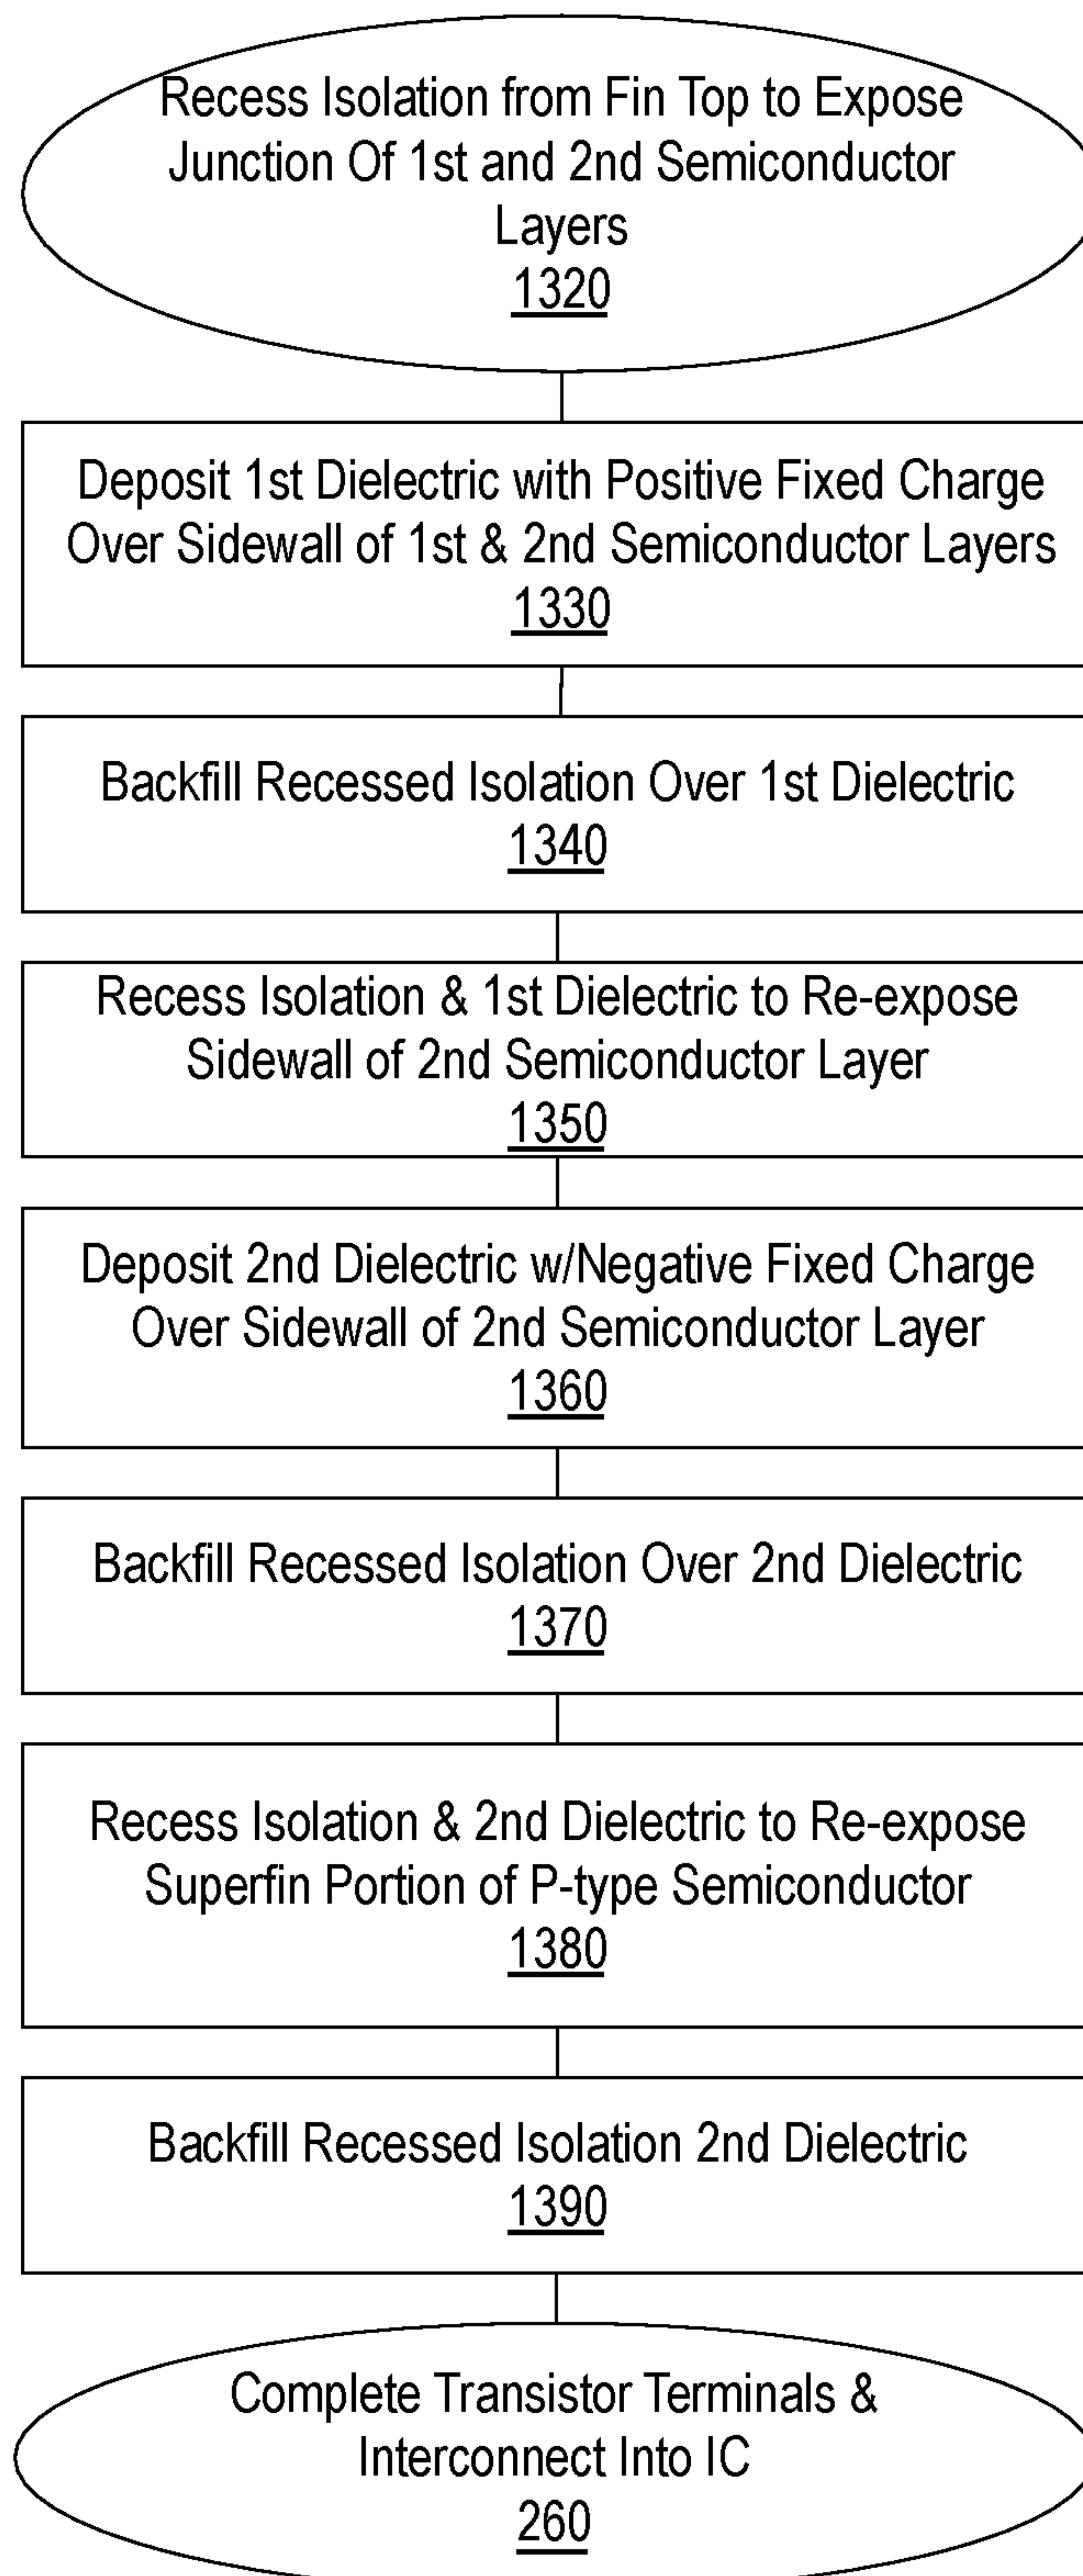 Recess Isolation from Fin Top to Expose
Junction Of 1st and 2nd Semiconductor
Layers
1320
Deposit 1st Dielectric with Positive Fixed Charge
Over Sidewall of 1st & 2nd Semiconductor Layers
1330
Backfill Recessed Isolation Over 1st Dielectric
1340
Recess Isolation & 1st Dielectric to Re-expose
Sidewall of 2nd Semiconductor Layer
1350
Deposit 2nd Dielectric w/Negative Fixed Charge
Over Sidewall of 2nd Semiconductor Layer
1360
Backfill Recessed Isolation Over 2nd Dielectric
1370
Recess Isolation & 2nd Dielectric to Re-expose
Superfin Portion of P-type Semiconductor
1380
Backfill Recessed Isolation 2nd Dielectric
1390
Complete Transistor Terminals &
Interconnect Into IC
260